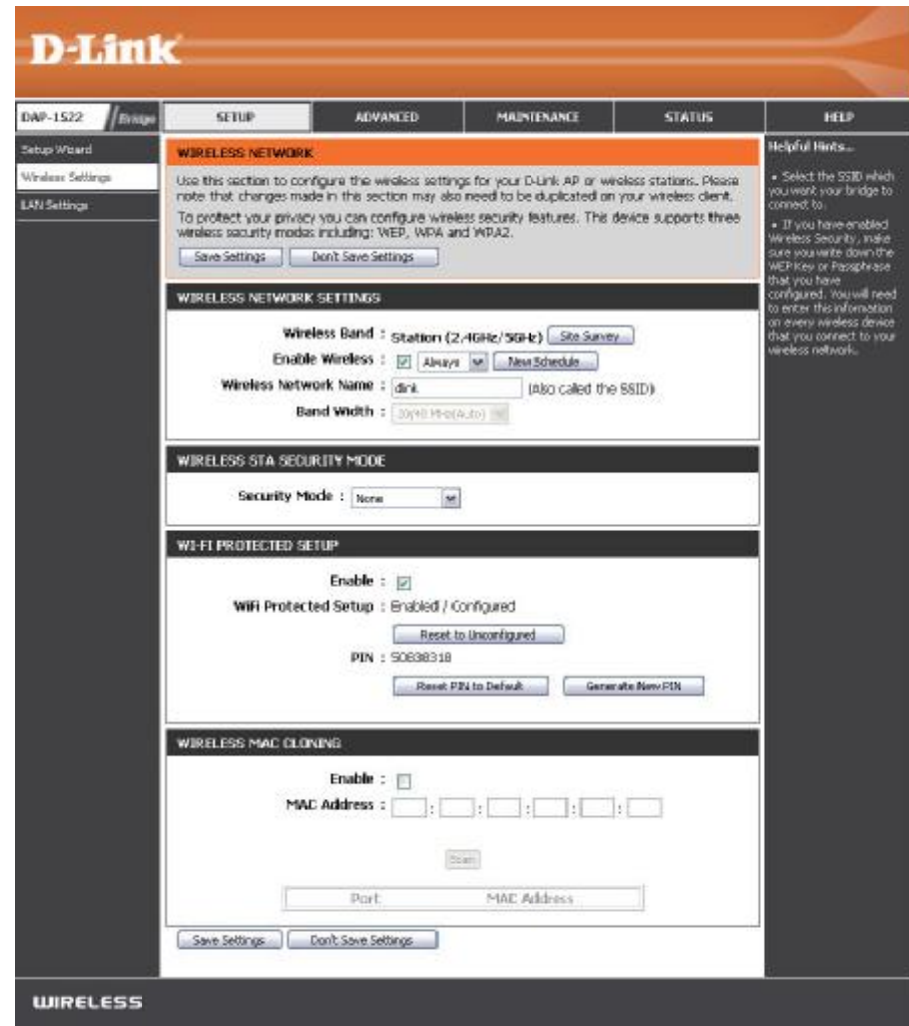 D-Link
DAP-1522 Bridge SETUP ADVANCED MAINTENANCE STATUS HELP
Setup Wizard
Wireless Settings
LAN Settings
WIRELESS NETWORK
Use this section to configure the wireless settings for your D-Link AP or wireless stations. Please
note that changes made in this section may also need to be duplicated on your wireless client.
To protect your privacy you can configure wireless security features. This device supports three
wireless security modes including: WEP, WPA and WPA2.
Save Settings Don't Save Settings
WIRELESS NETWORK SETTINGS
Wireless Band : Station (2.4GHz/5GHz) Site Survey
Enable Wireless : Always New Schedule
Wireless Network Name : dlink (Also called the SSID)
Band Width : 20/40 MHz(Auto)
WIRELESS STA SECURITY MODE
Security Mode : None
WI-FI PROTECTED SETUP
Enable :
WiFi Protected Setup : Enabled / Configured
Reset to Unconfigured
PIN : 50838318
Reset PIN to Default Generate New PIN
WIRELESS MAC CLONING
Enable :
MAC Address : : : : : :
Scan
Port MAC Address
Save Settings Don't Save Settings
Helpful Hints...
• Select the SSID which
you want your bridge to
connect to.
• If you have enabled
Wireless Security, make
sure you write down the
WEP Key or Passphrase
that you have
configured. You will need
to enter this information
on every wireless device
that you connect to your
wireless network.
WIRELESS